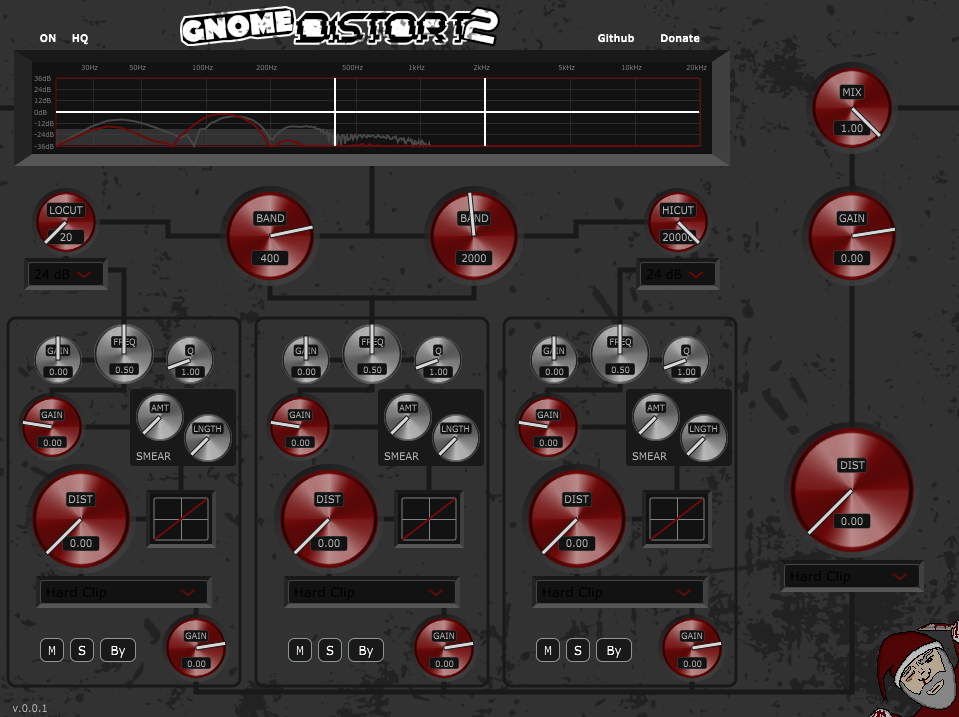 GNOME DISTORT 2
ON HQ
Github Donate
30Hz 50Hz 100Hz 200Hz 500Hz 1kHz 2kHz 5kHz 10kHz 20kHz
36dB
24dB
12dB
0dB
-12dB
-24dB
-36dB
MIX
1.00
LOCUT
20
24 dB
BAND
400
BAND
2000
HICUT
20000
24 dB
GAIN
0.00
GAIN
0.00
FREQ
0.50
Q
1.00
GAIN
0.00
AMT
LNGTH
SMEAR
DIST
0.00
Hard Clip
M S By
GAIN
0.00
GAIN
0.00
FREQ
0.50
Q
1.00
GAIN
0.00
AMT
LNGTH
SMEAR
DIST
0.00
Hard Clip
M S By
GAIN
0.00
GAIN
0.00
FREQ
0.50
Q
1.00
GAIN
0.00
AMT
LNGTH
SMEAR
DIST
0.00
Hard Clip
M S By
GAIN
0.00
DIST
0.00
Hard Clip
v.0.0.1